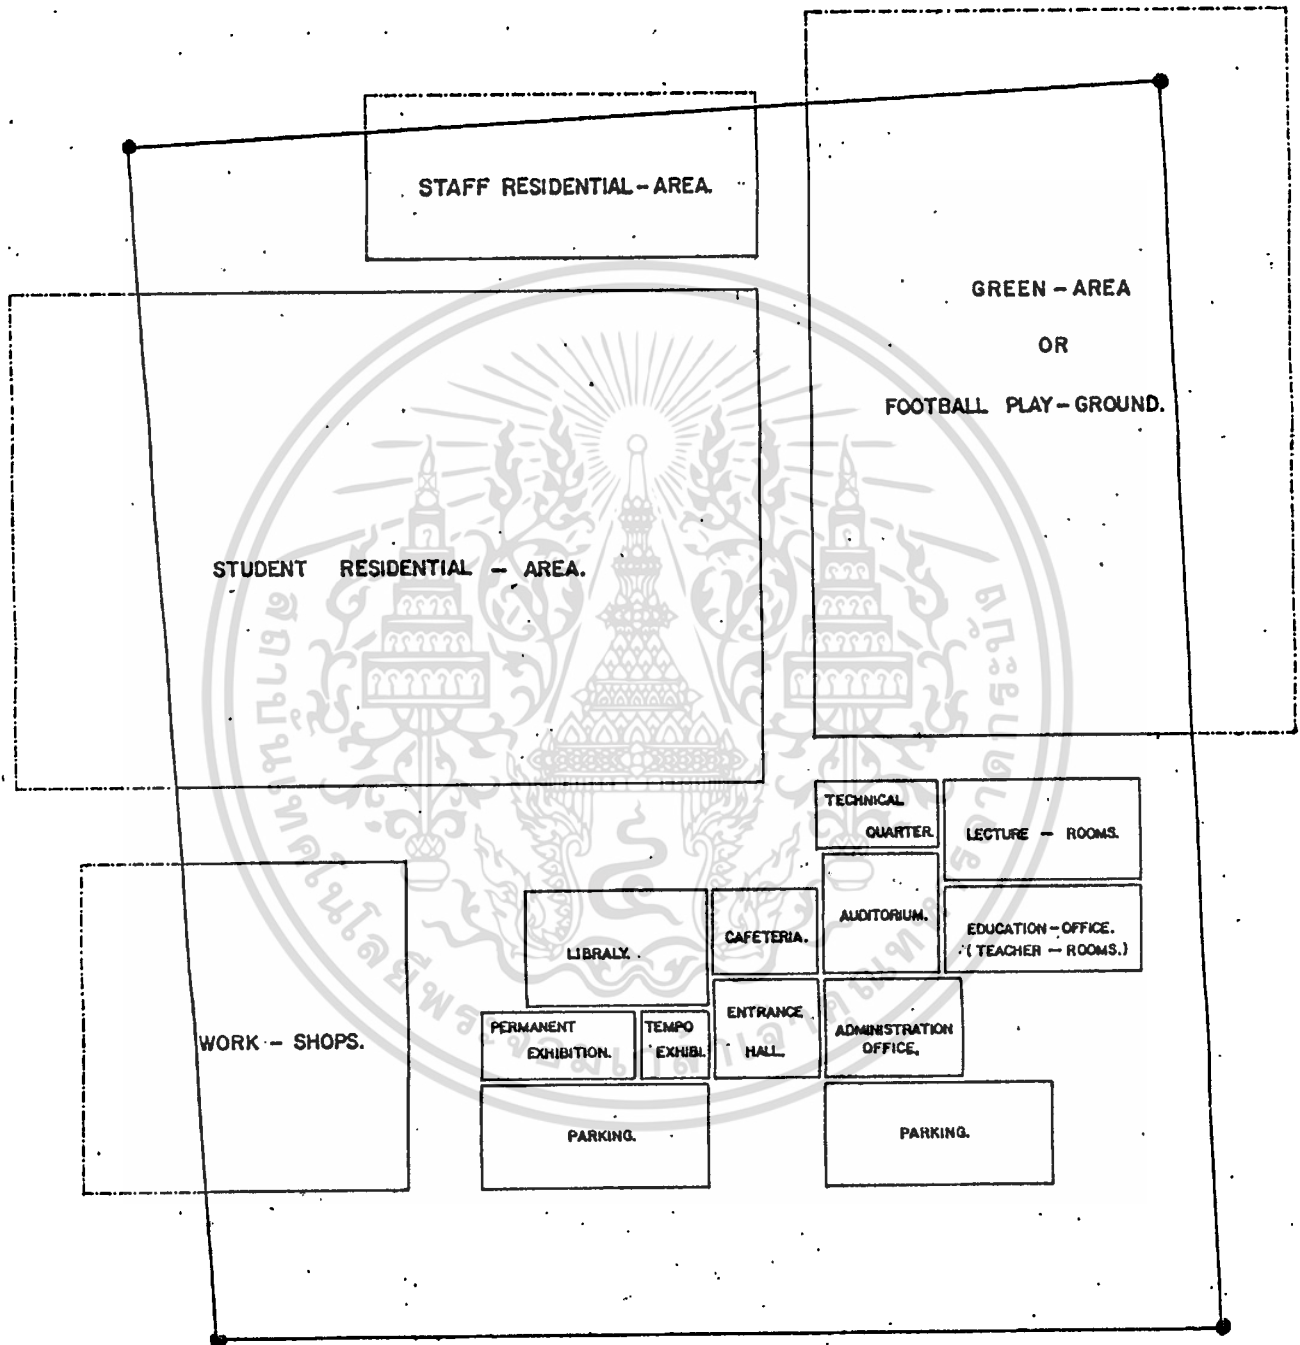 STAFF RESIDENTIAL-AREA.
GREEN-AREA
OR
FOOTBALL PLAY-GROUND.
STUDENT RESIDENTIAL - AREA.
TECHNICAL
QUARTER.
LECTURE - ROOMS.
LIBRALY.
CAFETERIA.
AUDITORIUM.
EDUCATION-OFFICE.
(TEACHER - ROOMS.)
WORK - SHOPS.
PERMANENT
EXHIBITION.
TEMPO
EXHIBI.
ENTRANCE
HALL.
ADMINISTRATION
OFFICE.
PARKING.
PARKING.